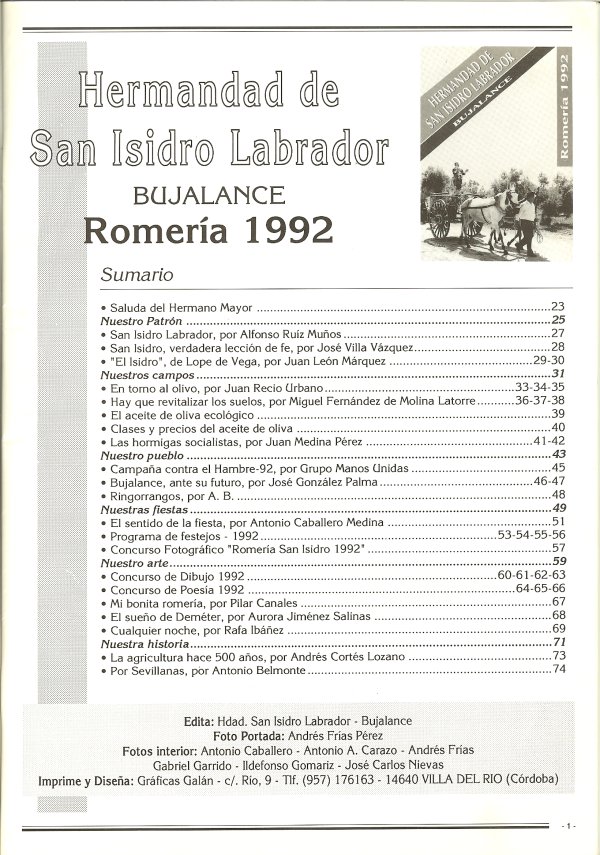 Hermandad de
San Isidro Labrador
BUJALANCE
Romería 1992
HERMANDAD DE
SAN ISIDRO LABRADOR
BUJALANCE
Romería 1992
Sumario
• Saluda del Hermano Mayor ..........23
Nuestro Patrón ..........25
• San Isidro Labrador, por Alfonso Ruíz Muños ..........27
• San Isidro, verdadera lección de fe, por José Villa Vázquez ..........28
• "El Isidro", de Lope de Vega, por Juan León Márquez ..........29-30
Nuestros campos ..........31
• En torno al olivo, por Juan Recio Urbano ..........33-34-35
• Hay que revitalizar los suelos, por Miguel Fernández de Molina Latorre ..........36-37-38
• El aceite de oliva ecológico ..........39
• Clases y precios del aceite de oliva ..........40
• Las hormigas socialistas, por Juan Medina Pérez ..........41-42
Nuestro pueblo ..........43
• Campaña contra el Hambre-92, por Grupo Manos Unidas ..........45
• Bujalance, ante su futuro, por José González Palma ..........46-47
• Ringorrangos, por A. B. ..........48
Nuestras fiestas ..........49
• El sentido de la fiesta, por Antonio Caballero Medina ..........51
• Programa de festejos - 1992 ..........53-54-55-56
• Concurso Fotográfico "Romería San Isidro 1992" ..........57
Nuestro arte ..........59
• Concurso de Dibujo 1992 ..........60-61-62-63
• Concurso de Poesía 1992 ..........64-65-66
• Mi bonita romería, por Pilar Canales ..........67
• El sueño de Deméter, por Aurora Jiménez Salinas ..........68
• Cualquier noche, por Rafa Ibáñez ..........69
Nuestra historia ..........71
• La agricultura hace 500 años, por Andrés Cortés Lozano ..........73
• Por Sevillanas, por Antonio Belmonte ..........74
Edita: Hdad. San Isidro Labrador - Bujalance
Foto Portada: Andrés Frías Pérez
Fotos interior: Antonio Caballero - Antonio A. Carazo - Andrés Frías
Gabriel Garrido - Ildefonso Gomariz - José Carlos Nievas
Imprime y Diseña: Gráficas Galán - c/. Río, 9 - Tlf. (957) 176163 - 14640 VILLA DEL RIO (Córdoba)
- 1 -